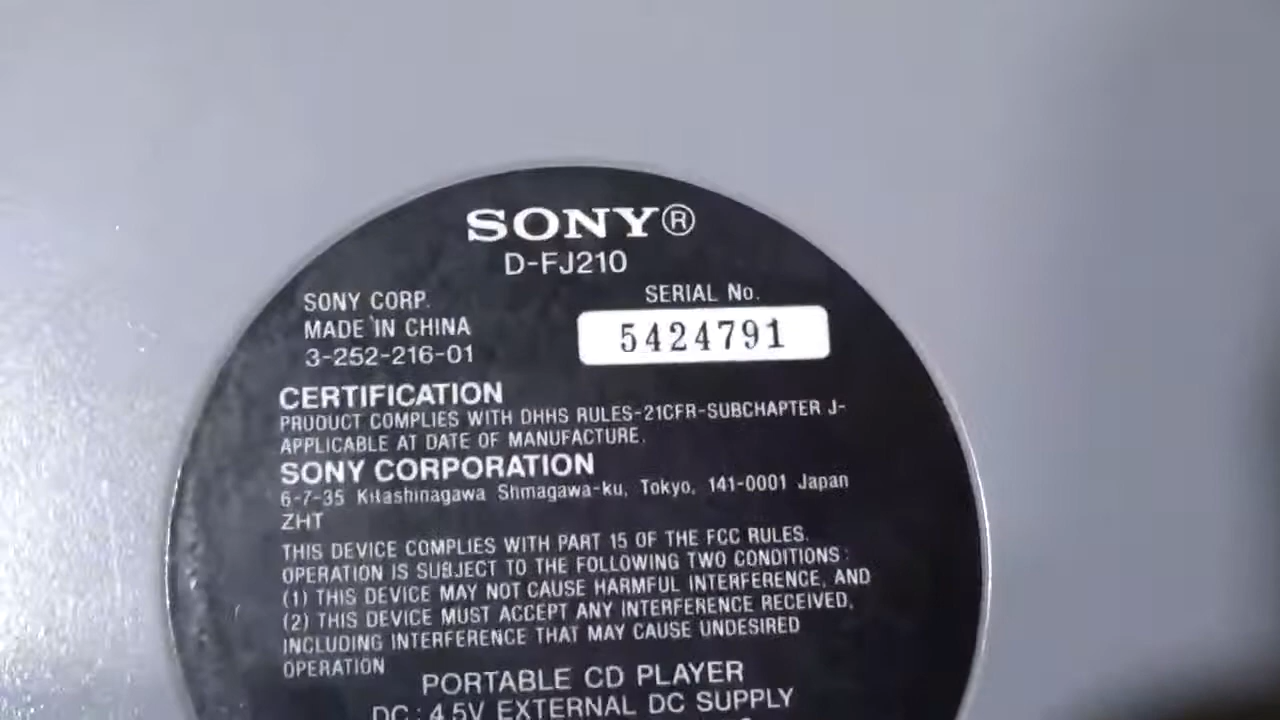 SONY®
D-FJ210
SONY CORP.
MADE IN CHINA
3-252-216-01
SERIAL No.
5424791
CERTIFICATION
PRODUCT COMPLIES WITH DHHS RULES-21CFR-SUBCHAPTER J-
APPLICABLE AT DATE OF MANUFACTURE.
SONY CORPORATION
6-7-35 Kitashinagawa Shinagawa-ku, Tokyo, 141-0001 Japan
ZHT
THIS DEVICE COMPLIES WITH PART 15 OF THE FCC RULES.
OPERATION IS SUBJECT TO THE FOLLOWING TWO CONDITIONS:
(1) THIS DEVICE MAY NOT CAUSE HARMFUL INTERFERENCE, AND
(2) THIS DEVICE MUST ACCEPT ANY INTERFERENCE RECEIVED,
INCLUDING INTERFERENCE THAT MAY CAUSE UNDESIRED
OPERATION
PORTABLE CD PLAYER
DC: 4.5V EXTERNAL DC SUPPLY